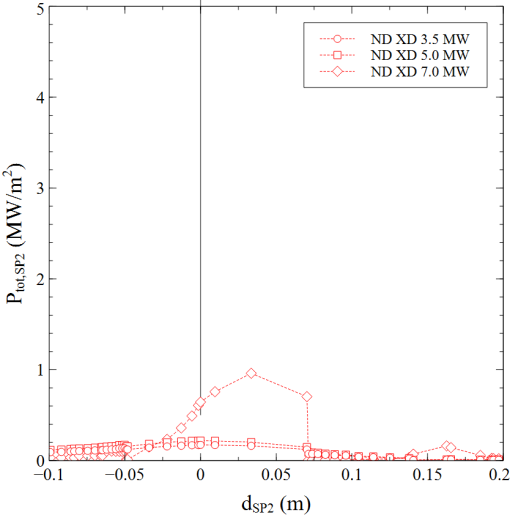 5
4
3
2
1
0
P_tot,SP2 (MW/m²)
ND XD 3.5 MW
ND XD 5.0 MW
ND XD 7.0 MW
−0.1 −0.05 0 0.05 0.1 0.15 0.2
d_SP2 (m)